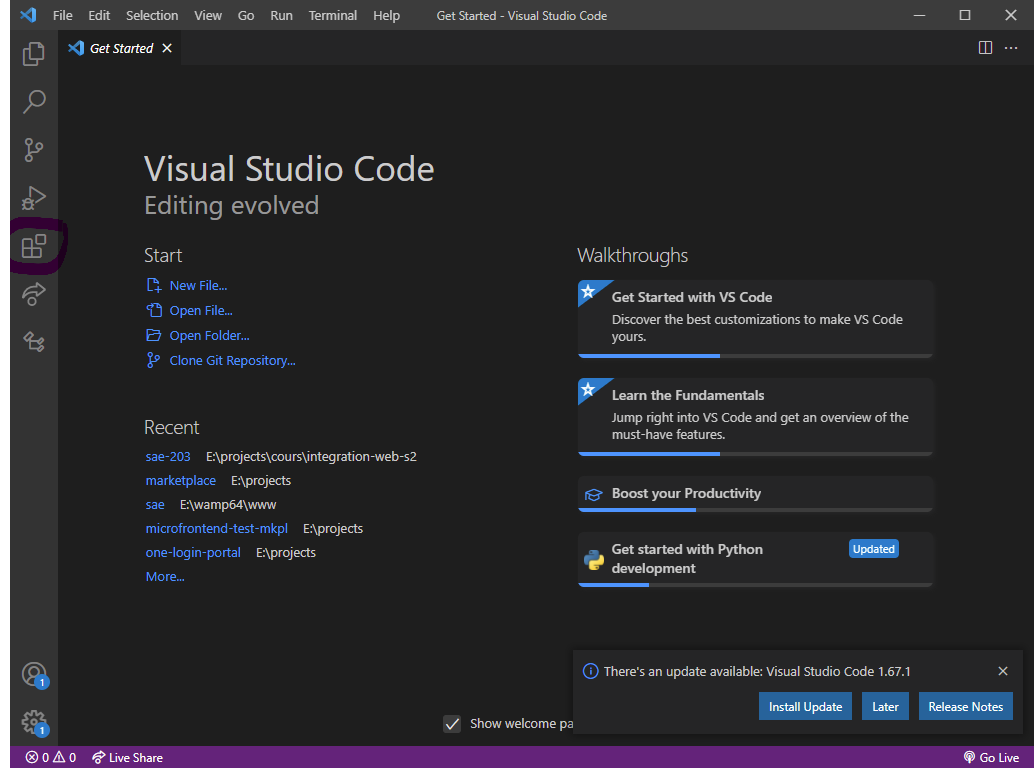 File Edit Selection View Go Run Terminal Help Get Started - Visual Studio Code
Get Started
Visual Studio Code
Editing evolved
Start
New File...
Open File...
Open Folder...
Clone Git Repository...
Recent
sae-203 E:\projects\cours\integration-web-s2
marketplace E:\projects
sae E:\wamp64\www
microfrontend-test-mkpl E:\projects
one-login-portal E:\projects
More...
Walkthroughs
Get Started with VS Code
Discover the best customizations to make VS Code
yours.
Learn the Fundamentals
Jump right into VS Code and get an overview of the
must-have features.
Boost your Productivity
Get started with Python
development
Updated
There's an update available: Visual Studio Code 1.67.1
Install Update Later Release Notes
Show welcome pa
1
1
0 0 Live Share Go Live